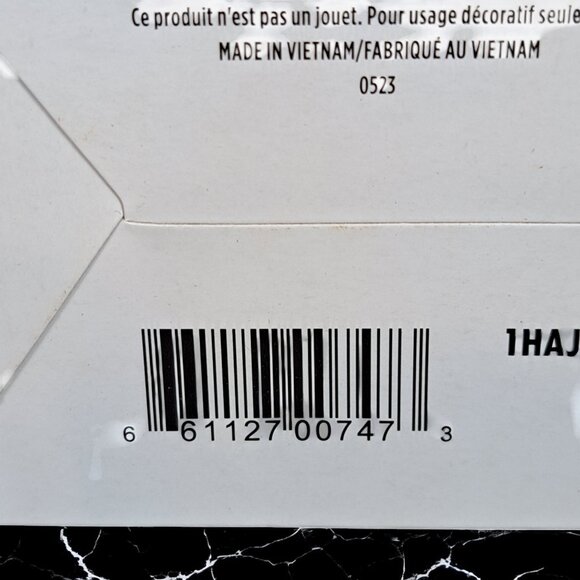 Ce produit n'est pas un jouet. Pour usage décoratif
MADE IN VIETNAM/FABRIQUÉ AU VIETNAM
0523
1HAJ
6 61127 00747 3